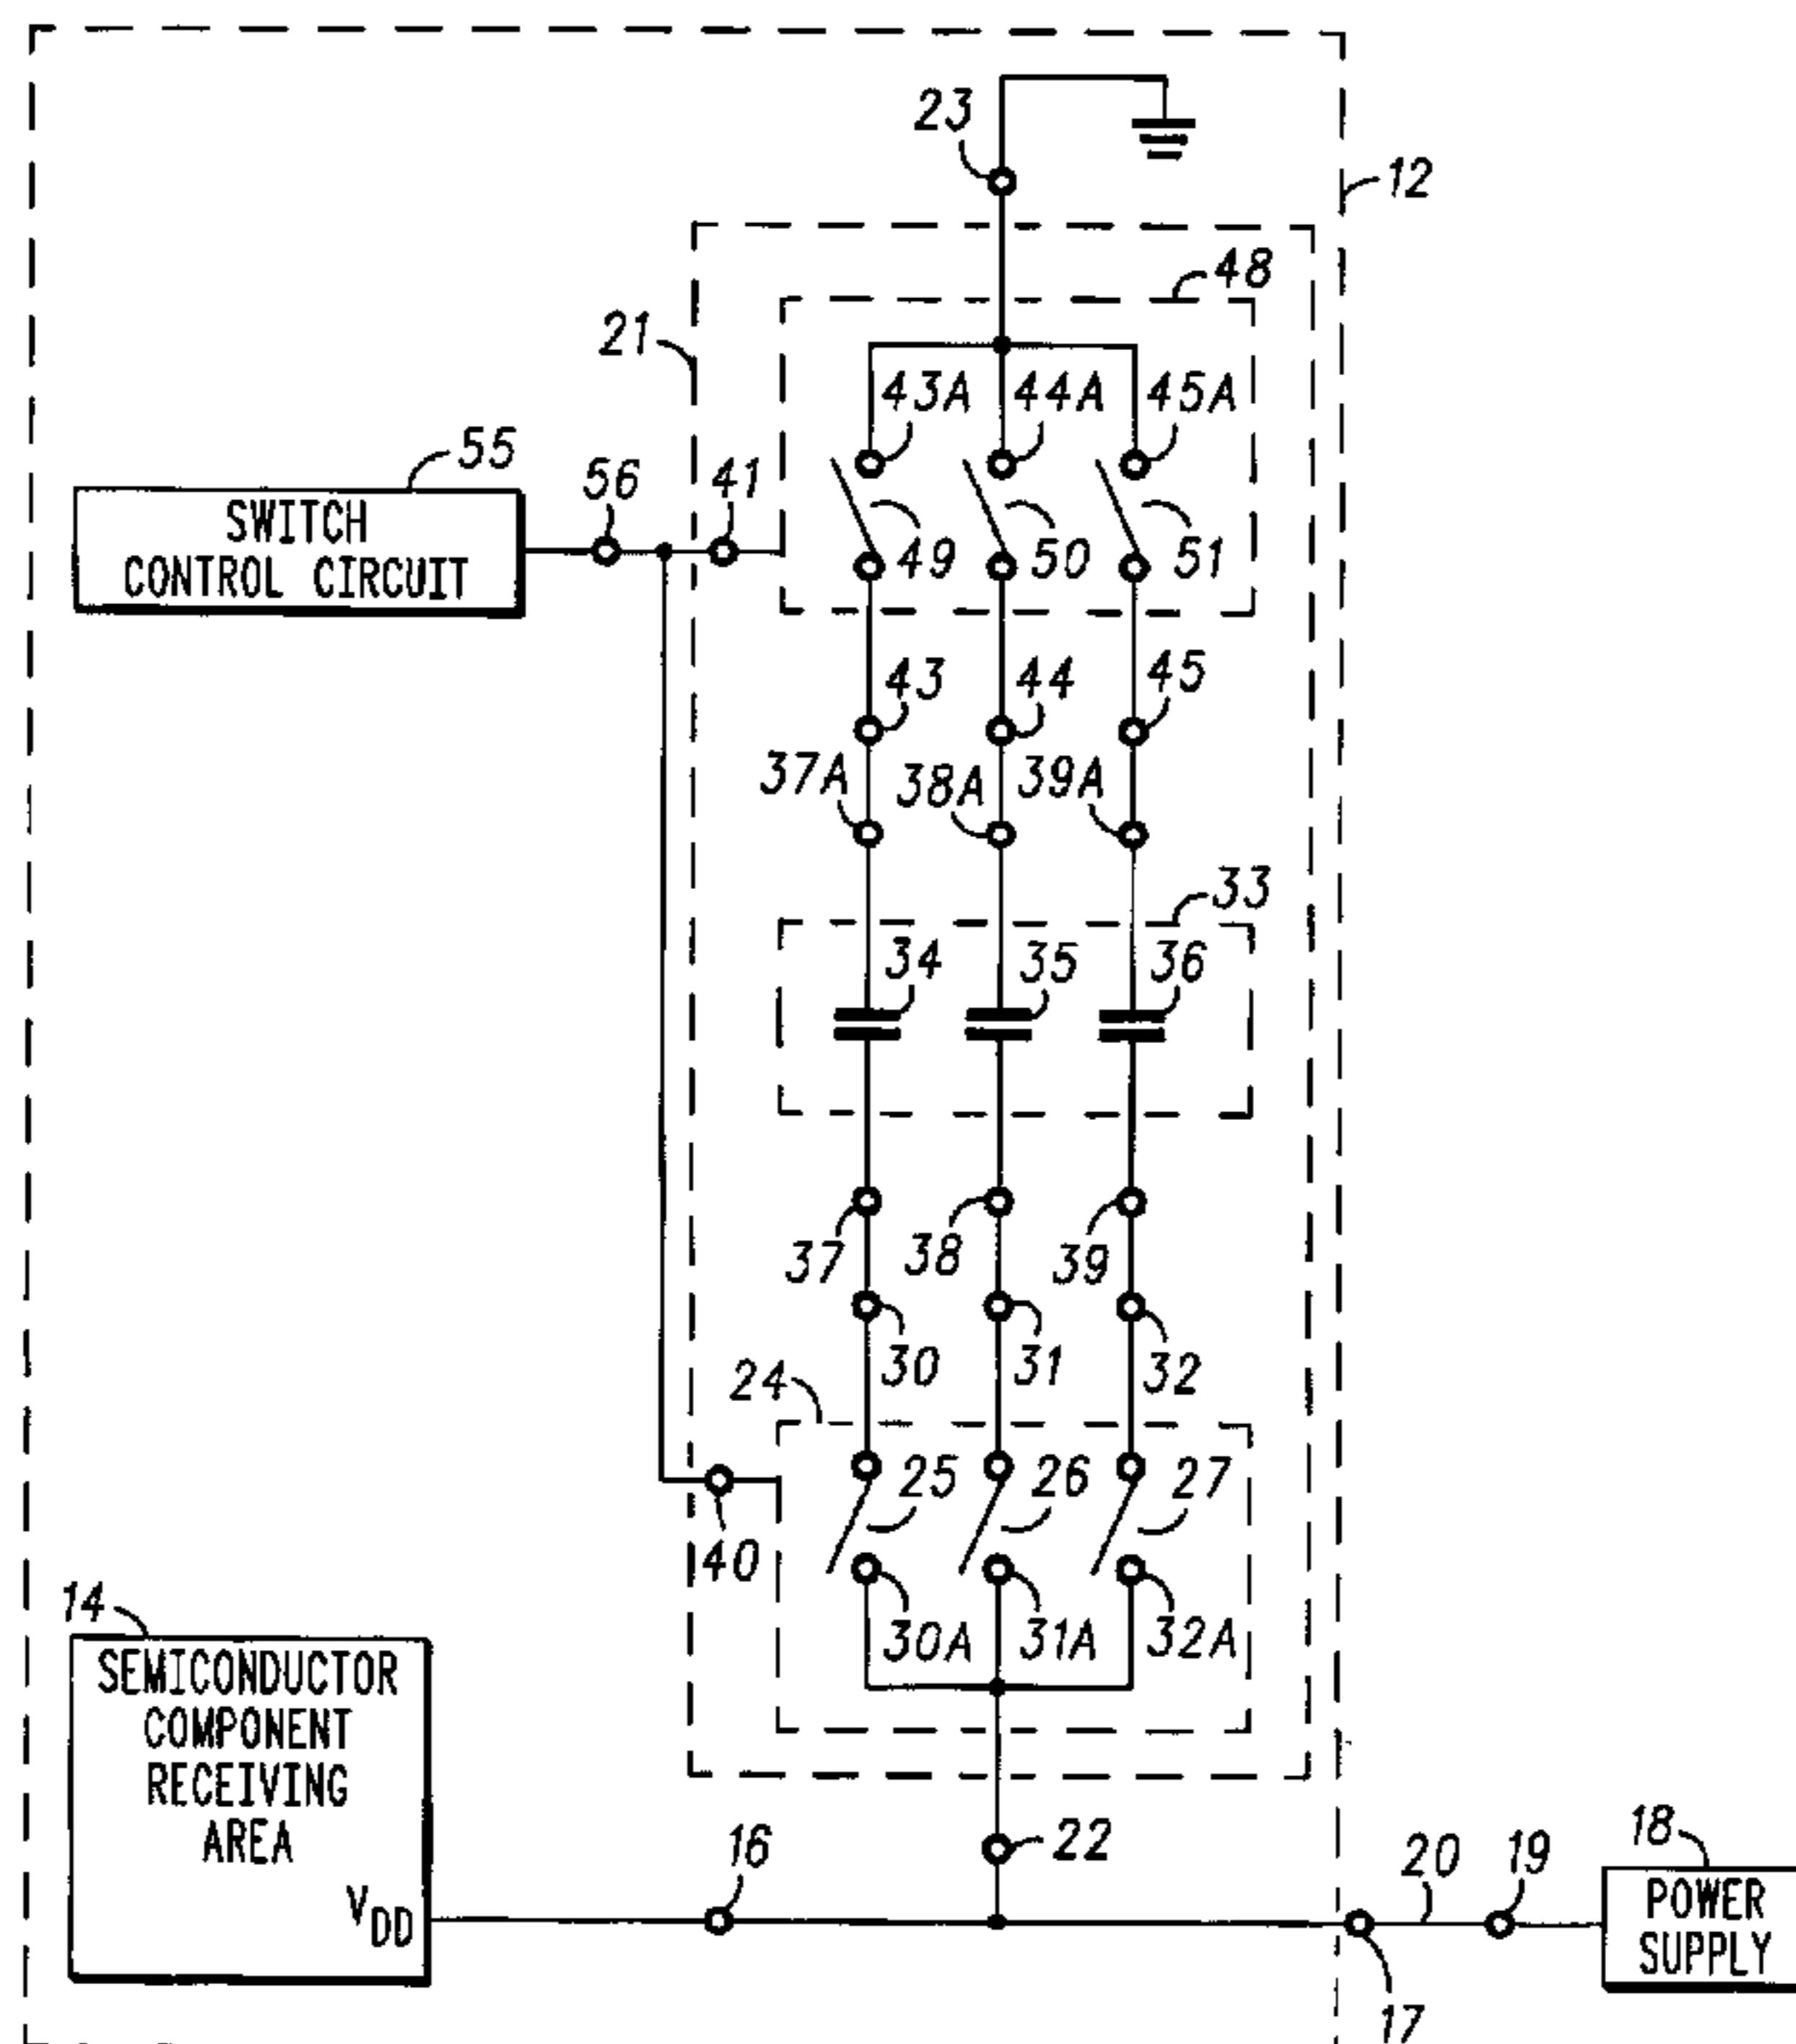 23
12
48
21
43A 44A 45A
55
56 41
SWITCH
CONTROL CIRCUIT
49 50 51
43 44 45
37A 38A 39A
33
34 35 36
37 38 39
30 31 32
24
25 26 27
40
14
30A 31A 32A
SEMICONDUCTOR
COMPONENT
RECEIVING
AREA
VDD
16
22
20 19 18
POWER
SUPPLY
17